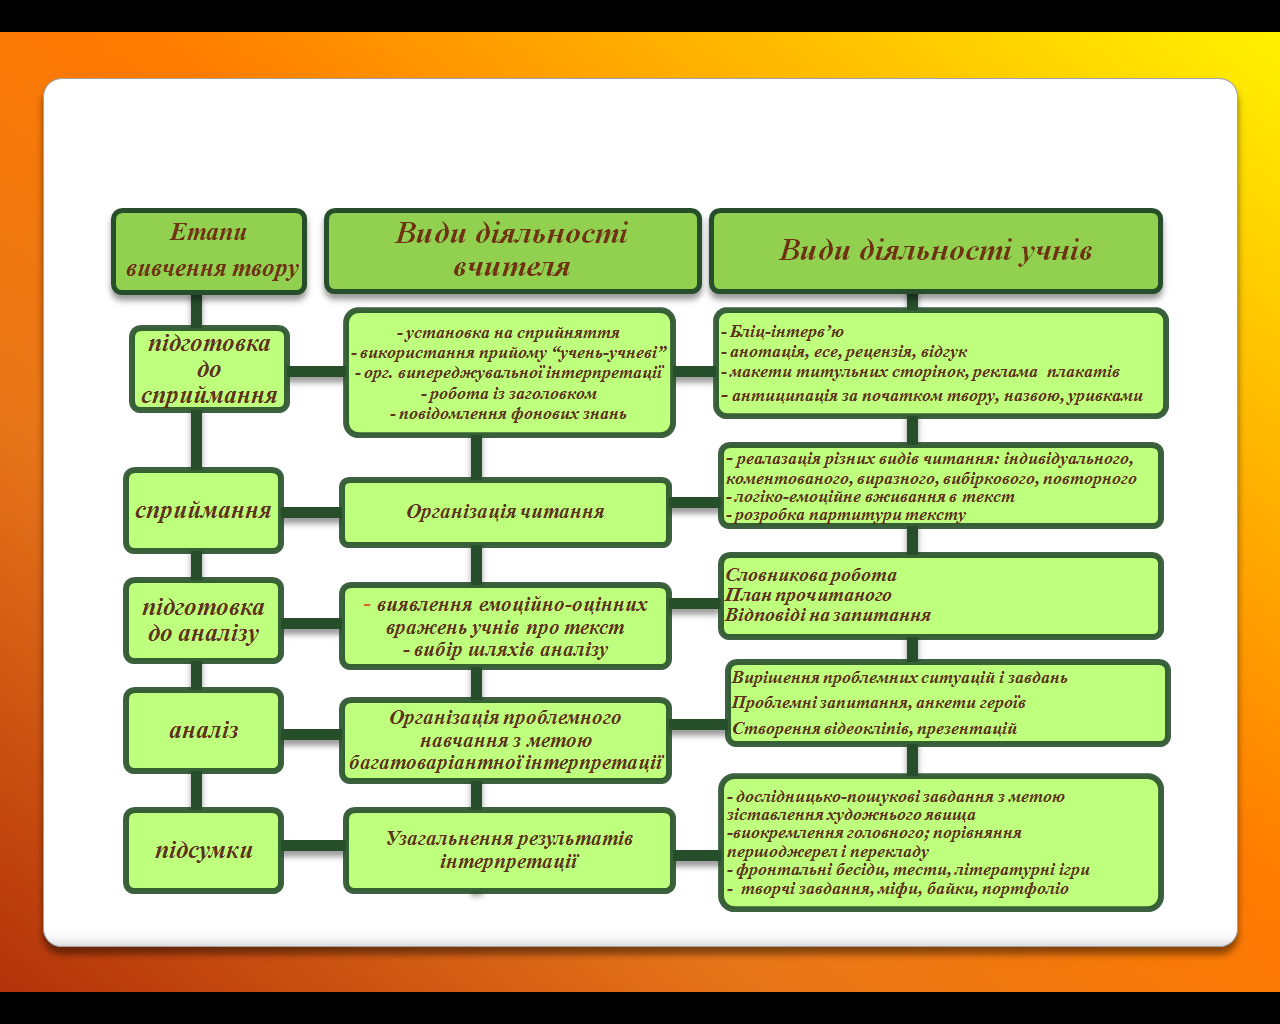 Етапи
вивчення твору
Види діяльності
вчителя
Види діяльності учнів
підготовка
до
сприймання
- установка на сприйняття
- використання прийому “учень-учневі”
- орг. випереджувальної інтерпретації
- робота із заголовком
- повідомлення фонових знань
- Бліц-інтерв’ю
- анотація, есе, рецензія, відгук
- макети титульних сторінок, реклама плакатів
- антиципація за початком твору, назвою, уривками
сприймання
Організація читання
- реалазація різних видів читання: індивідуального,
коментованого, виразного, вибіркового, повторного
- логіко-емоційне вживання в текст
- розробка партитури тексту
підготовка
до аналізу
- виявлення емоційно-оцінних
вражень учнів про текст
- вибір шляхів аналізу
Словникова робота
План прочитаного
Відповіді на запитання
аналіз
Організація проблемного
навчання з метою
багатоваріантної інтерпретації
Вирішення проблемних ситуацій і завдань
Проблемні запитання, анкети героїв
Створення відеокліпів, презентацій
підсумки
Узагальнення результатів
інтерпретації
- дослідницько-пошукові завдання з метою
зіставлення художнього явища
-виокремлення головного; порівняння
першоджерел і перекладу
- фронтальні бесіди, тести, літературні ігри
- творчі завдання, міфи, байки, портфоліо